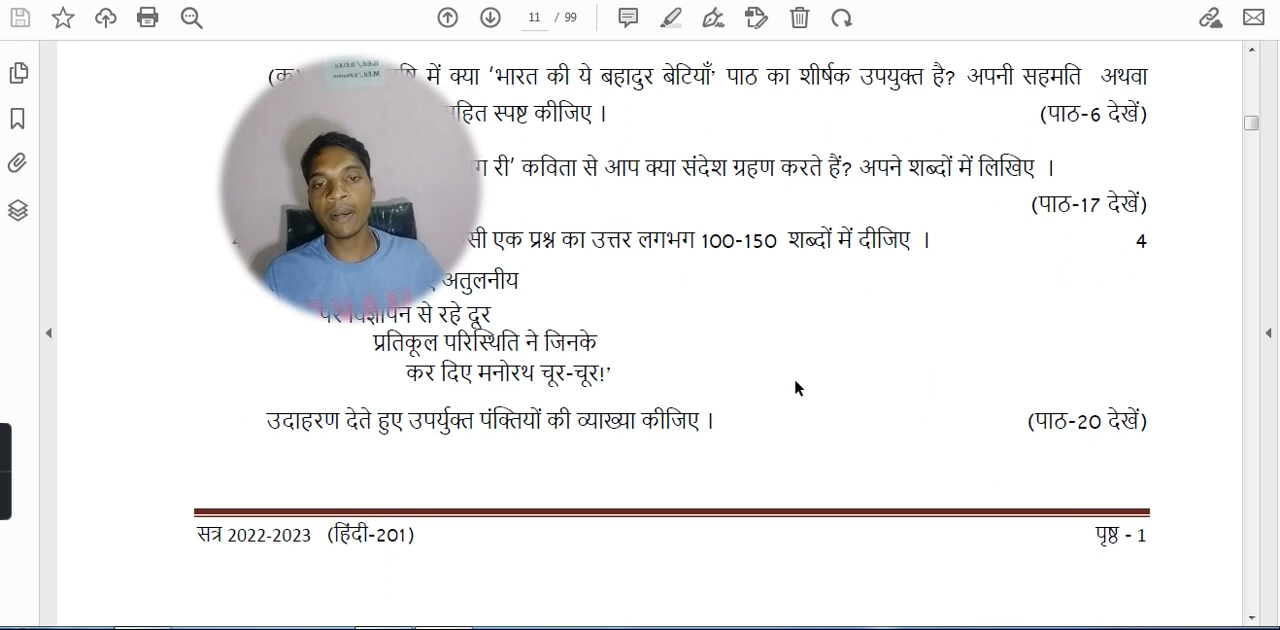 11 / 99
(क) में क्या ‘भारत की ये बहादुर बेटियाँ’ पाठ का शीर्षक उपयुक्त है? अपनी सहमति अथवा
सहित स्पष्ट कीजिए । (पाठ-6 देखें)
री’ कविता से आप क्या संदेश ग्रहण करते हैं? अपने शब्दों में लिखिए ।
(पाठ-17 देखें)
एक प्रश्न का उत्तर लगभग 100-150 शब्दों में दीजिए । 4
अतुलनीय
पर विज्ञापन से रहे दूर
प्रतिकूल परिस्थिति ने जिनके
कर दिए मनोरथ चूर-चूर!’
उदाहरण देते हुए उपर्युक्त पंक्तियों की व्याख्या कीजिए । (पाठ-20 देखें)
सत्र 2022-2023 (हिंदी-201) पृष्ठ - 1